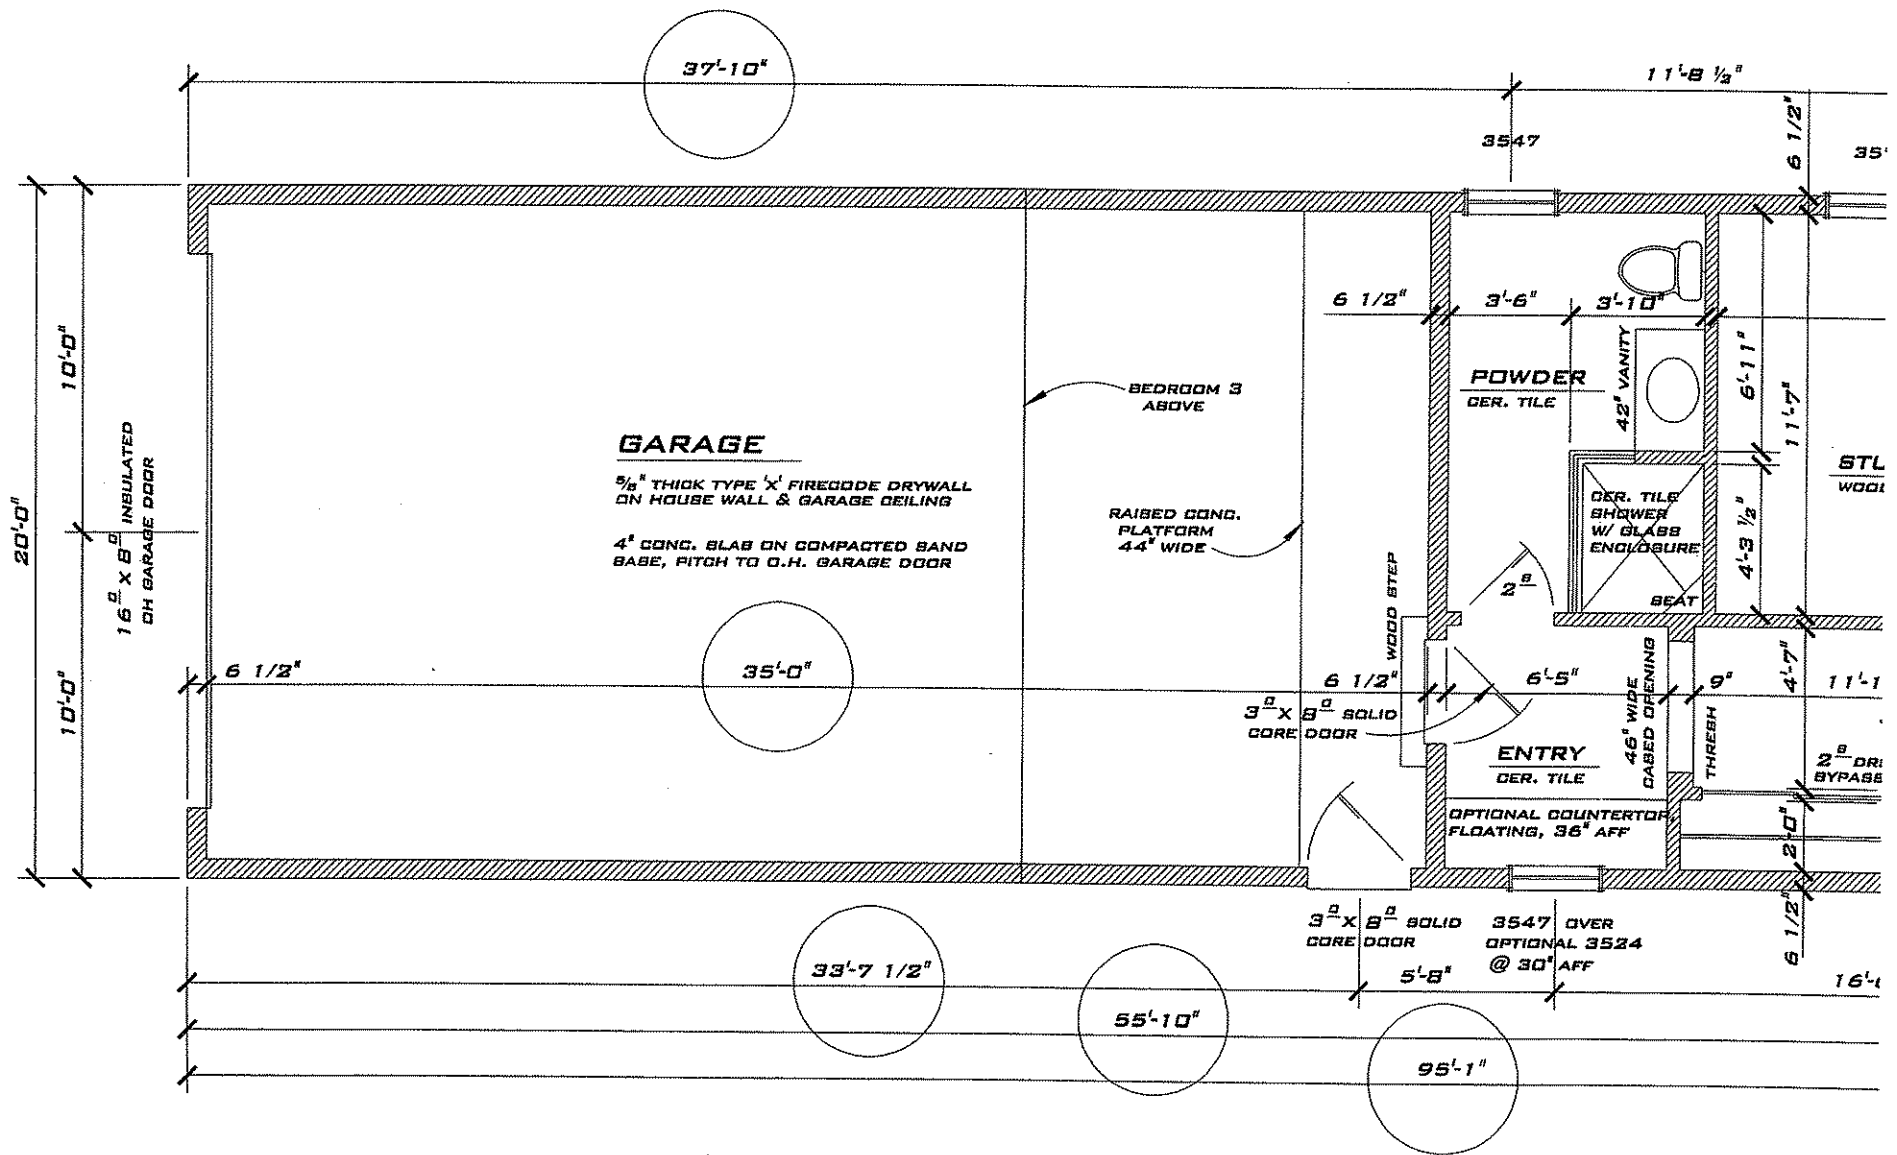 37'-10"
11'-8 ½"
3547
6 1/2"
35'
20'-0"
10'-0"
10'-0"
16⁰ X 8⁰ INSULATED
OH GARAGE DOOR
6 1/2"
3'-6"
3'-10"
BEDROOM 3
ABOVE
POWDER
CER. TILE
42" VANITY
6'-11"
11'-7"
GARAGE
5/8" THICK TYPE 'X' FIRECODE DRYWALL
ON HOUSE WALL & GARAGE CEILING
4" CONC. SLAB ON COMPACTED SAND
BASE, PITCH TO O.H. GARAGE DOOR
RAISED CONC.
PLATFORM
44" WIDE
CER. TILE
SHOWER
W/ GLASS
ENCLOSURE
SEAT
4'-3 ½"
2⁸
WOOD STEP
6 1/2"
35'-0"
6 1/2"
6'-5"
9"
4'-7"
11'-1
3⁰ X 8⁰ SOLID
CORE DOOR
46" WIDE
CASED OPENING
THRESH
ENTRY
CER. TILE
2⁸
BYPASS
OPTIONAL COUNTERTOP,
FLOATING, 36" AFF
2'-0"
3⁰ X 8⁰ SOLID
CORE DOOR
3547 OVER
OPTIONAL 3524
@ 30" AFF
6 1/2"
33'-7 1/2"
5'-8"
55'-10"
95'-1"